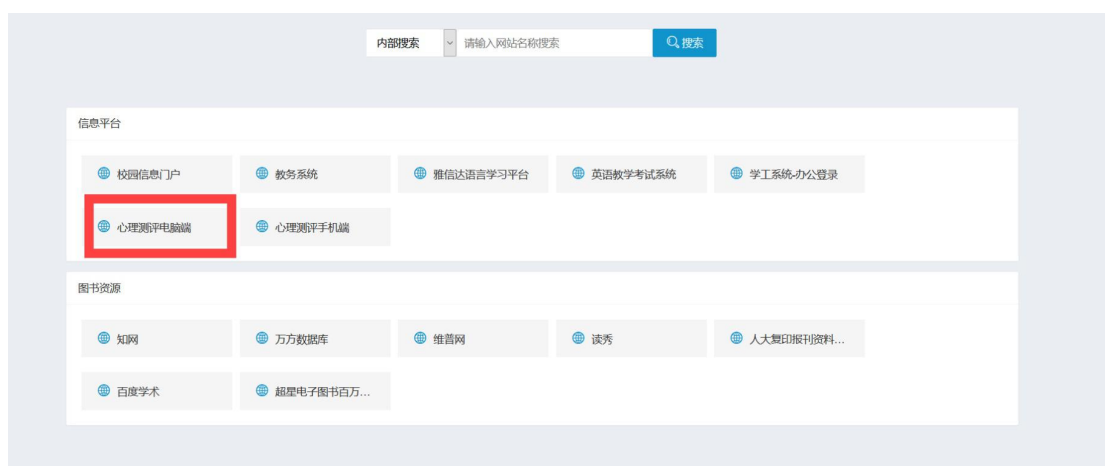 内部搜索 请输入网站名称搜索 搜索
信息平台
校园信息门户 教务系统 雅信达语言学习平台 英语教学考试系统 学工系统-办公登录
心理测评电脑端 心理测评手机端
图书资源
知网 万方数据库 维普网 读秀 人大复印报刊资料...
百度学术 超星电子图书百万...